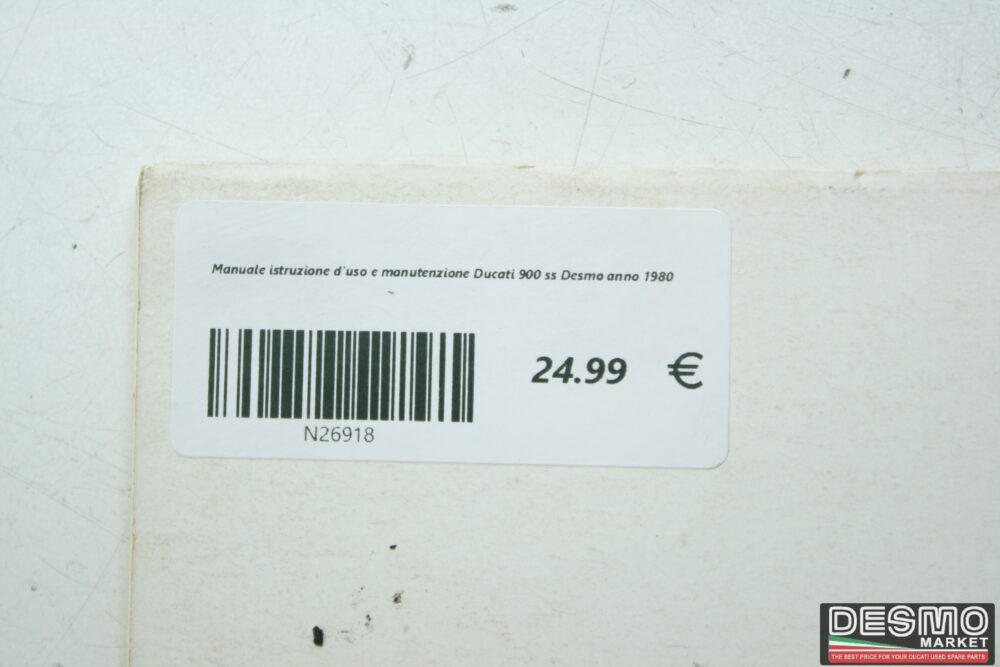 Manuale istruzione d'uso e manutenzione Ducati 900 ss Desmo anno 1980
24.99 €
N26918
DESMO
MARKET
THE BEST PRICE FOR YOUR DUCATI USED SPARE PARTS